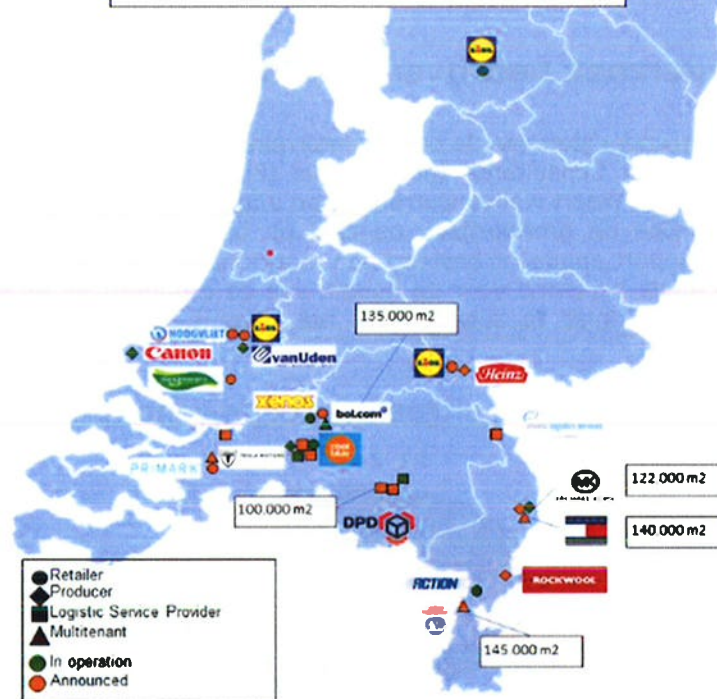 LIDL
135.000 m2
HOOGVLIET
LIDL
Canon
vanUden
LIDL
Heinz
xenos
bol.com
cool blue
PRIMARK
100.000 m2
122.000 m2
DPD
140.000 m2
ACTION
ROCKWOOL
145.000 m2
Retailer
Producer
Logistic Service Provider
Multitenant
In operation
Announced